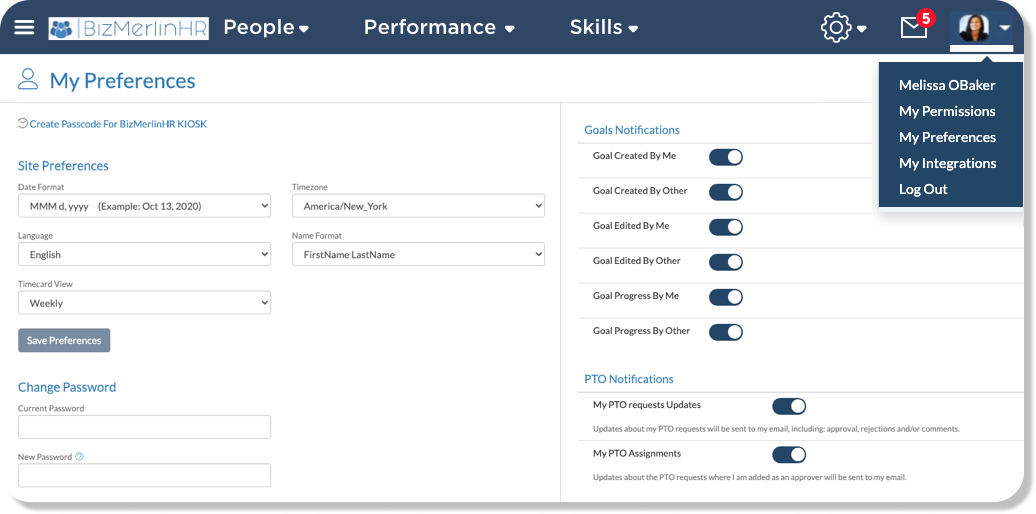 BizMerlinHR
People
Performance
Skills
5
My Preferences
Melissa OBaker
My Permissions
My Preferences
My Integrations
Log Out
Create Passcode For BizMerlinHR KIOSK
Site Preferences
Date Format
MMM d, yyyy (Example: Oct 13, 2020)
Timezone
America/New_York
Language
English
Name Format
FirstName LastName
Timecard View
Weekly
Save Preferences
Change Password
Current Password
New Password ?
Goals Notifications
Goal Created By Me
Goal Created By Other
Goal Edited By Me
Goal Edited By Other
Goal Progress By Me
Goal Progress By Other
PTO Notifications
My PTO requests Updates
Updates about my PTO requests will be sent to my email, including: approval, rejections and/or comments.
My PTO Assignments
Updates about the PTO requests where I am added as an approver will be sent to my email.